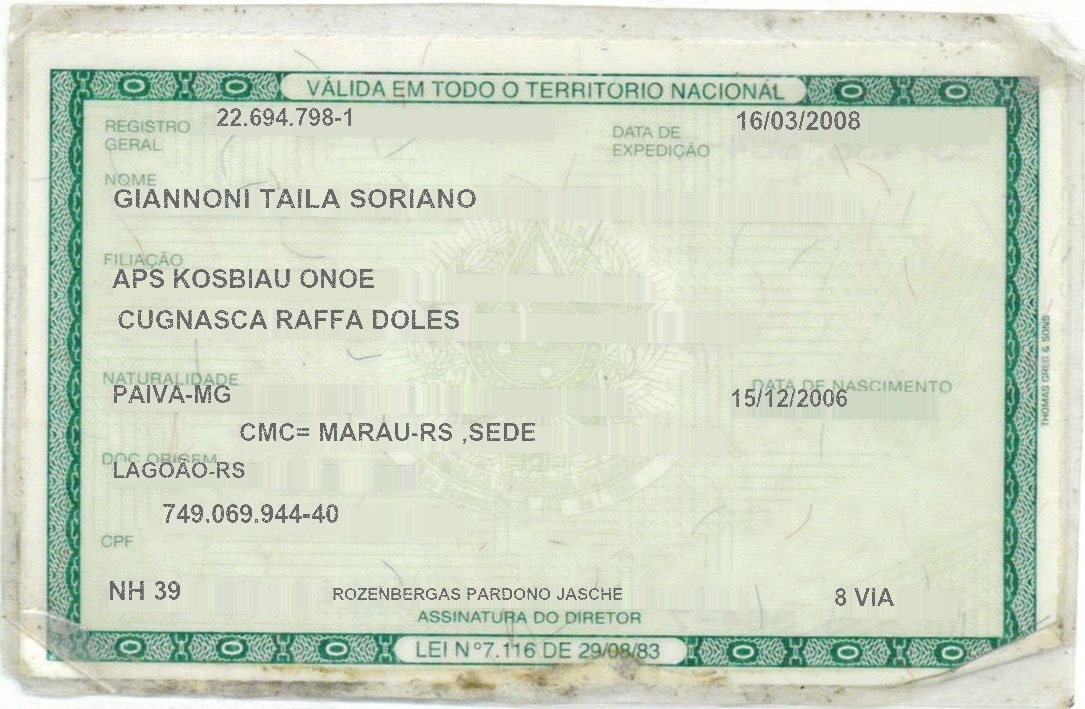 VÁLIDA EM TODO O TERRITORIO NACIONAL
REGISTRO GERAL 22.694.798-1 DATA DE EXPEDIÇÃO 16/03/2008
NOME
GIANNONI TAILA SORIANO
FILIAÇÃO
APS KOSBIAU ONOE
CUGNASCA RAFFA DOLES
NATURALIDADE DATA DE NASCIMENTO
PAIVA-MG 15/12/2006
CMC= MARAU-RS ,SEDE
DOC ORIGEM
LAGOÃO-RS
749.069.944-40
CPF
NH 39 ROZENBERGAS PARDONO JASCHE 8 VIA
ASSINATURA DO DIRETOR
LEI Nº7.116 DE 29/08/83
THOMAS GREG & SONS